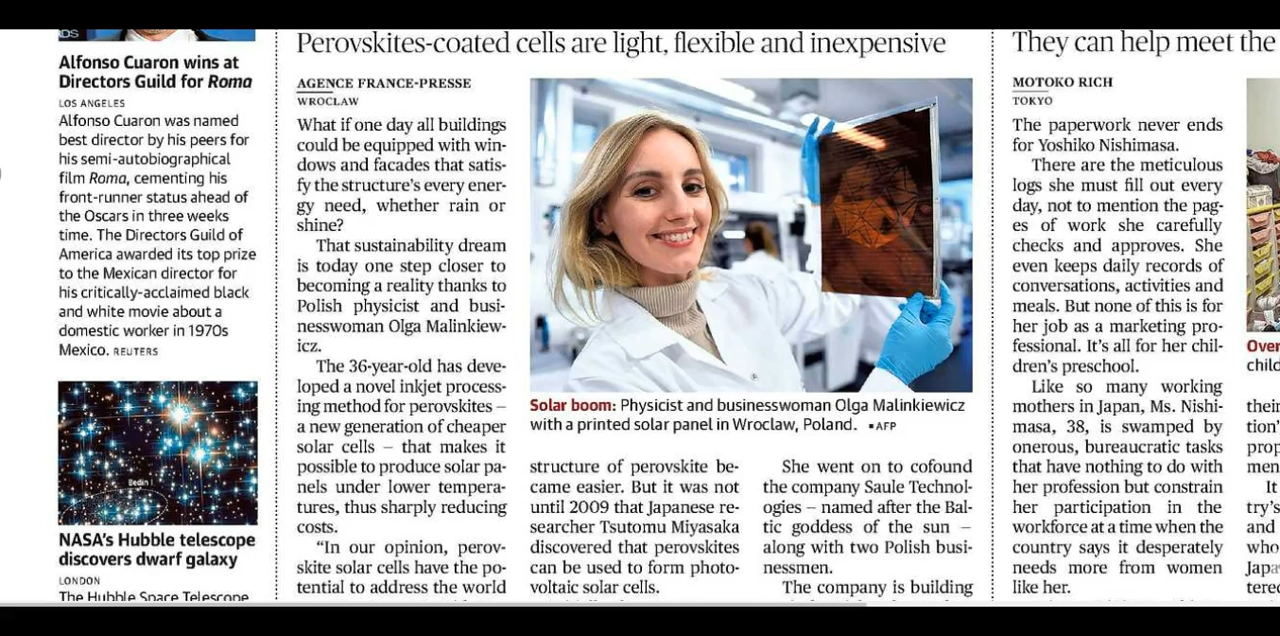 DS
Alfonso Cuaron wins at
Directors Guild for Roma
LOS ANGELES
Alfonso Cuaron was named
best director by his peers for
his semi-autobiographical
film Roma, cementing his
front-runner status ahead of
the Oscars in three weeks
time. The Directors Guild of
America awarded its top prize
to the Mexican director for
his critically-acclaimed black
and white movie about a
domestic worker in 1970s
Mexico. REUTERS
Bedin I
NASA's Hubble telescope
discovers dwarf galaxy
LONDON
The Hubble Space Telescope
Perovskites-coated cells are light, flexible and inexpensive
AGENCE FRANCE-PRESSE
WROCLAW
What if one day all buildings
could be equipped with win-
dows and facades that satis-
fy the structure's every ener-
gy need, whether rain or
shine?
That sustainability dream
is today one step closer to
becoming a reality thanks to
Polish physicist and busi-
nesswoman Olga Malinkiew-
icz.
The 36-year-old has deve-
loped a novel inkjet process-
ing method for perovskites –
a new generation of cheaper
solar cells – that makes it
possible to produce solar pa-
nels under lower tempera-
tures, thus sharply reducing
costs.
“In our opinion, perov-
skite solar cells have the po-
tential to address the world
Solar boom: Physicist and businesswoman Olga Malinkiewicz
with a printed solar panel in Wroclaw, Poland. ▪AFP
structure of perovskite be-
came easier. But it was not
until 2009 that Japanese re-
searcher Tsutomu Miyasaka
discovered that perovskites
can be used to form photo-
voltaic solar cells.
She went on to cofound
the company Saule Technol-
ogies – named after the Bal-
tic goddess of the sun –
along with two Polish busi-
nessmen.
The company is building
They can help meet the
MOTOKO RICH
TOKYO
The paperwork never ends
for Yoshiko Nishimasa.
There are the meticulous
logs she must fill out every
day, not to mention the pag-
es of work she carefully
checks and approves. She
even keeps daily records of
conversations, activities and
meals. But none of this is for
her job as a marketing pro-
fessional. It's all for her chil-
dren's preschool.
Like so many working
mothers in Japan, Ms. Nishi-
masa, 38, is swamped by
onerous, bureaucratic tasks
that have nothing to do with
her profession but constrain
her participation in the
workforce at a time when the
country says it desperately
needs more from women
like her.
Over
child
their
tion'
prop
men
It
try's
and
who
Japa
tered